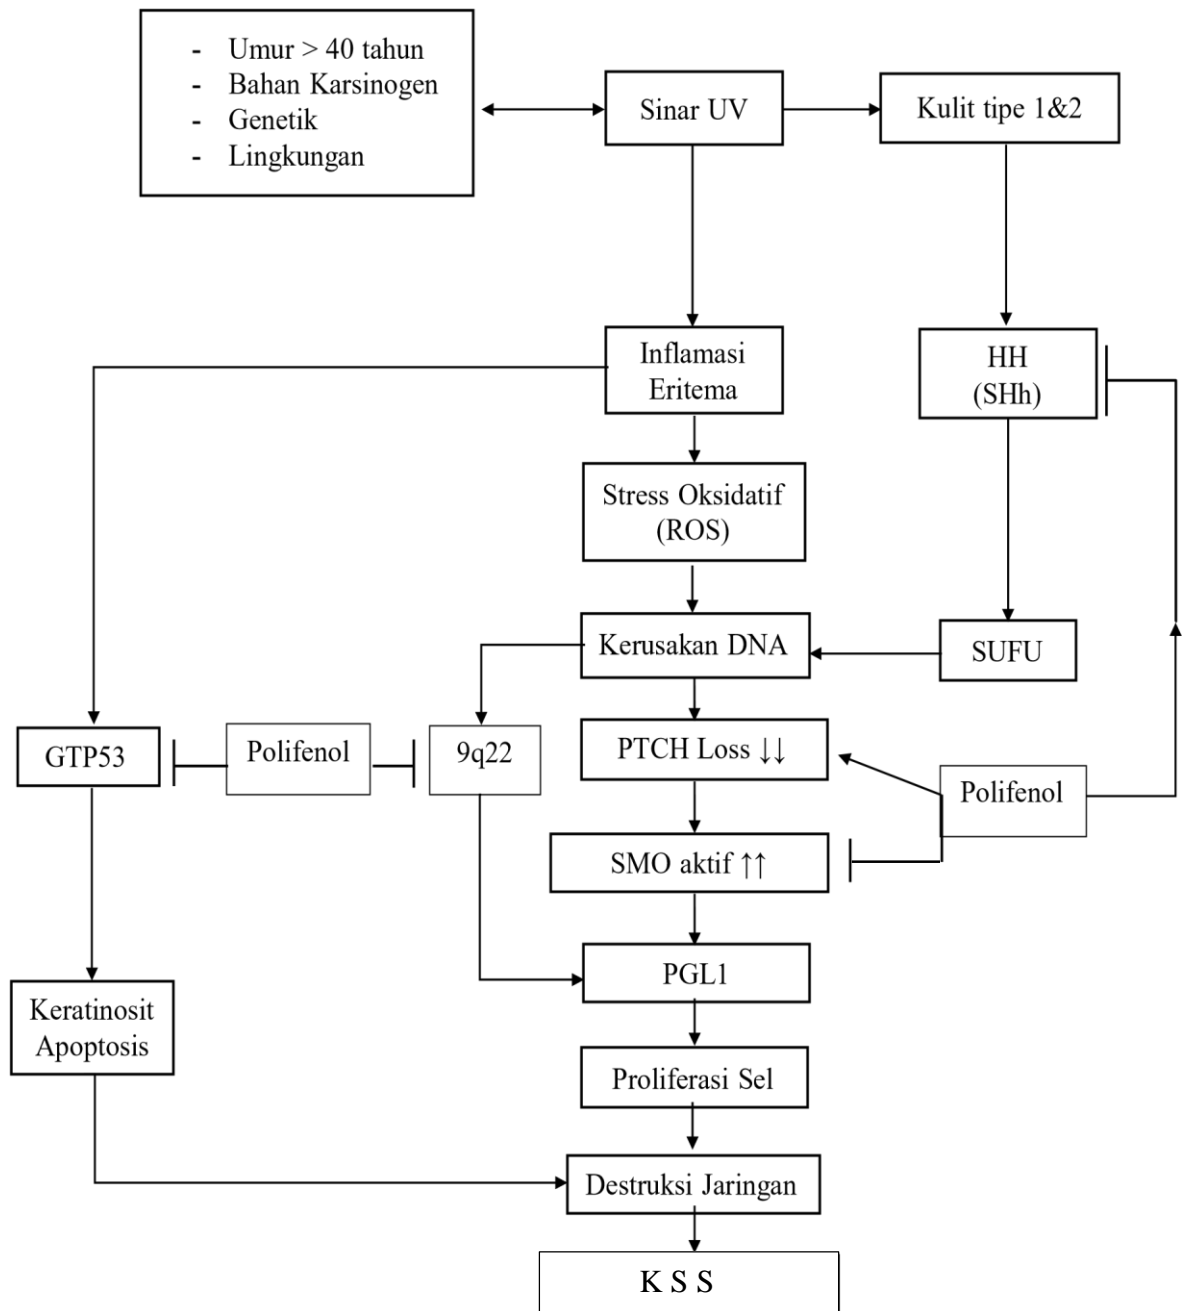 - Umur > 40 tahun
- Bahan Karsinogen
- Genetik
- Lingkungan
Sinar UV
Kulit tipe 1&2
Inflamasi
Eritema
HH
(SHh)
Stress Oksidatif
(ROS)
Kerusakan DNA
SUFU
GTP53
Polifenol
9q22
PTCH Loss ↓↓
Polifenol
SMO aktif ↑↑
PGL1
Keratinosit
Apoptosis
Proliferasi Sel
Destruksi Jaringan
K S S